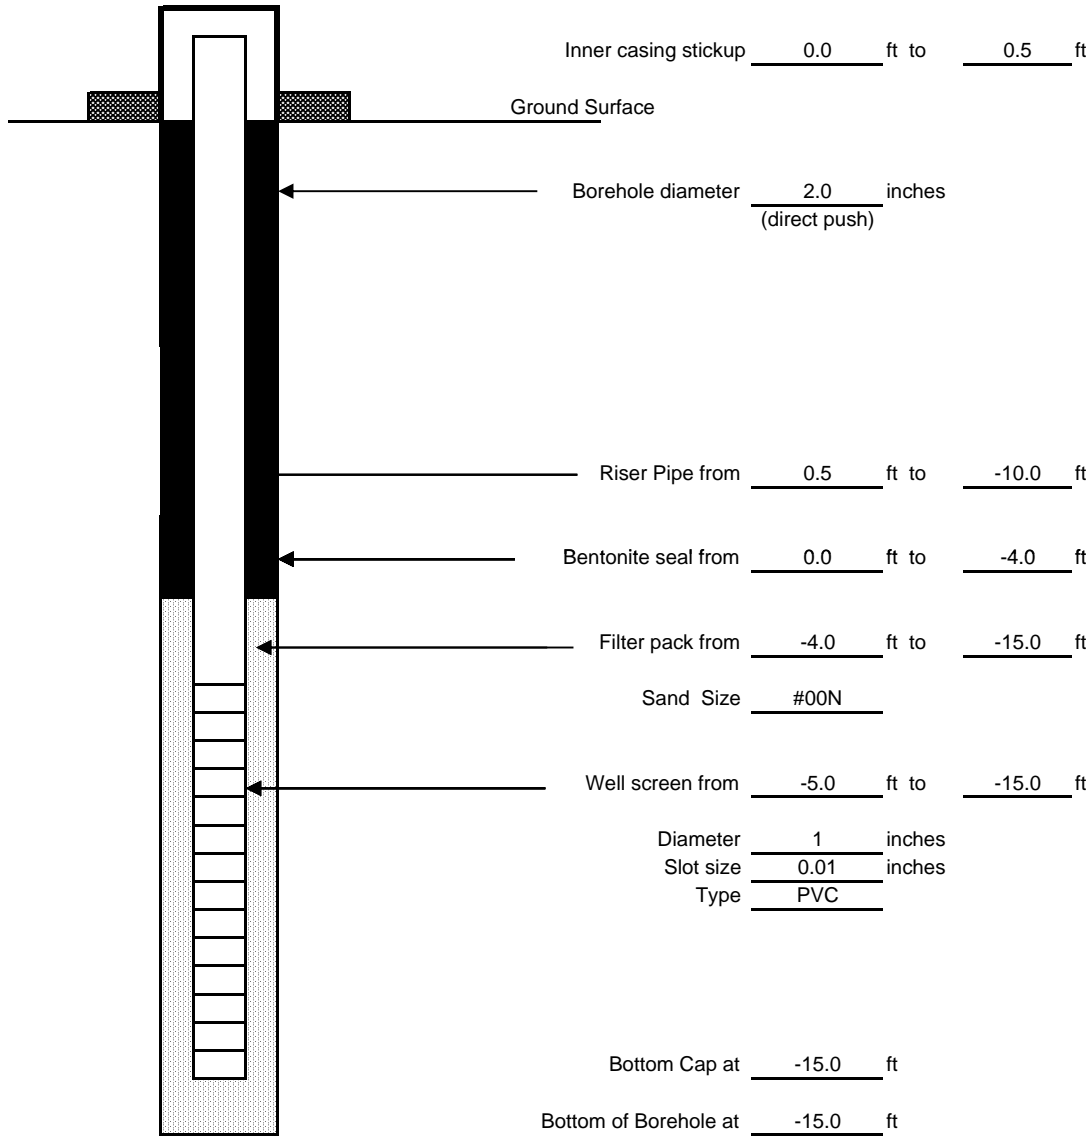 Inner casing stickup 0.0 ft to 0.5 ft
Ground Surface
Borehole diameter 2.0 inches
(direct push)
Riser Pipe from 0.5 ft to -10.0 ft
Bentonite seal from 0.0 ft to -4.0 ft
Filter pack from -4.0 ft to -15.0 ft
Sand Size #00N
Well screen from -5.0 ft to -15.0 ft
Diameter 1 inches
Slot size 0.01 inches
Type PVC
Bottom Cap at -15.0 ft
Bottom of Borehole at -15.0 ft